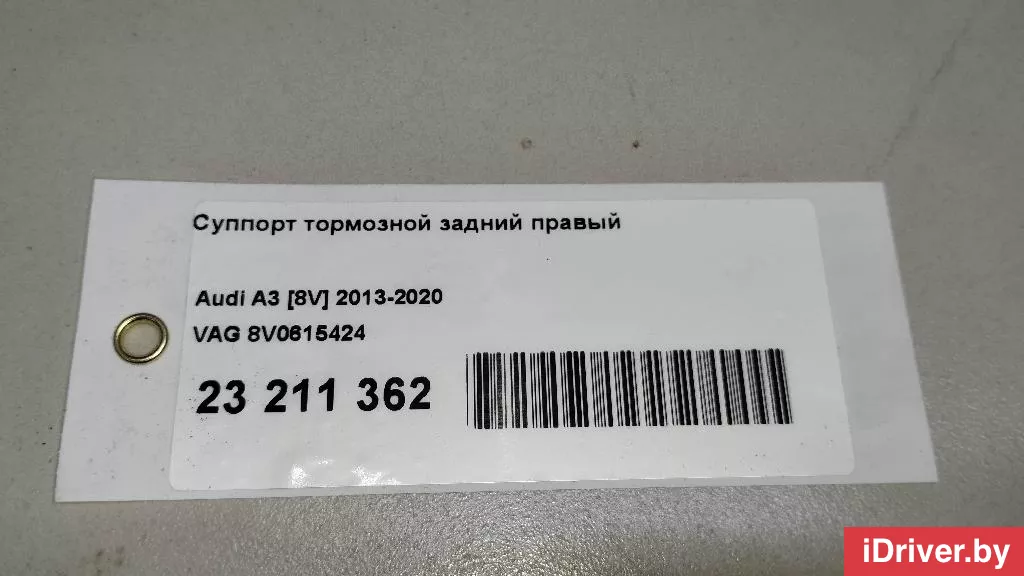 Суппорт тормозной задний правый
Audi A3 [8V] 2013-2020
VAG 8V0615424
23 211 362
iDriver.by